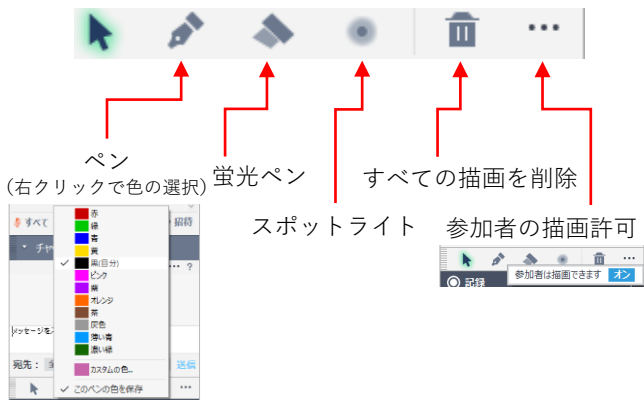 ペン
(右クリックで色の選択)
蛍光ペン
すべての描画を削除
スポットライト
参加者の描画許可
すべて
招待
チャ
赤
緑
青
黄
✓ 黒(自分)
ピンク
紫
オレンジ
茶
灰色
薄い青
濃い緑
カスタムの色...
✓ このペンの色を保存
... ?
メッセージを
宛先: 全
送信
...
記録
参加者は描画できます オン